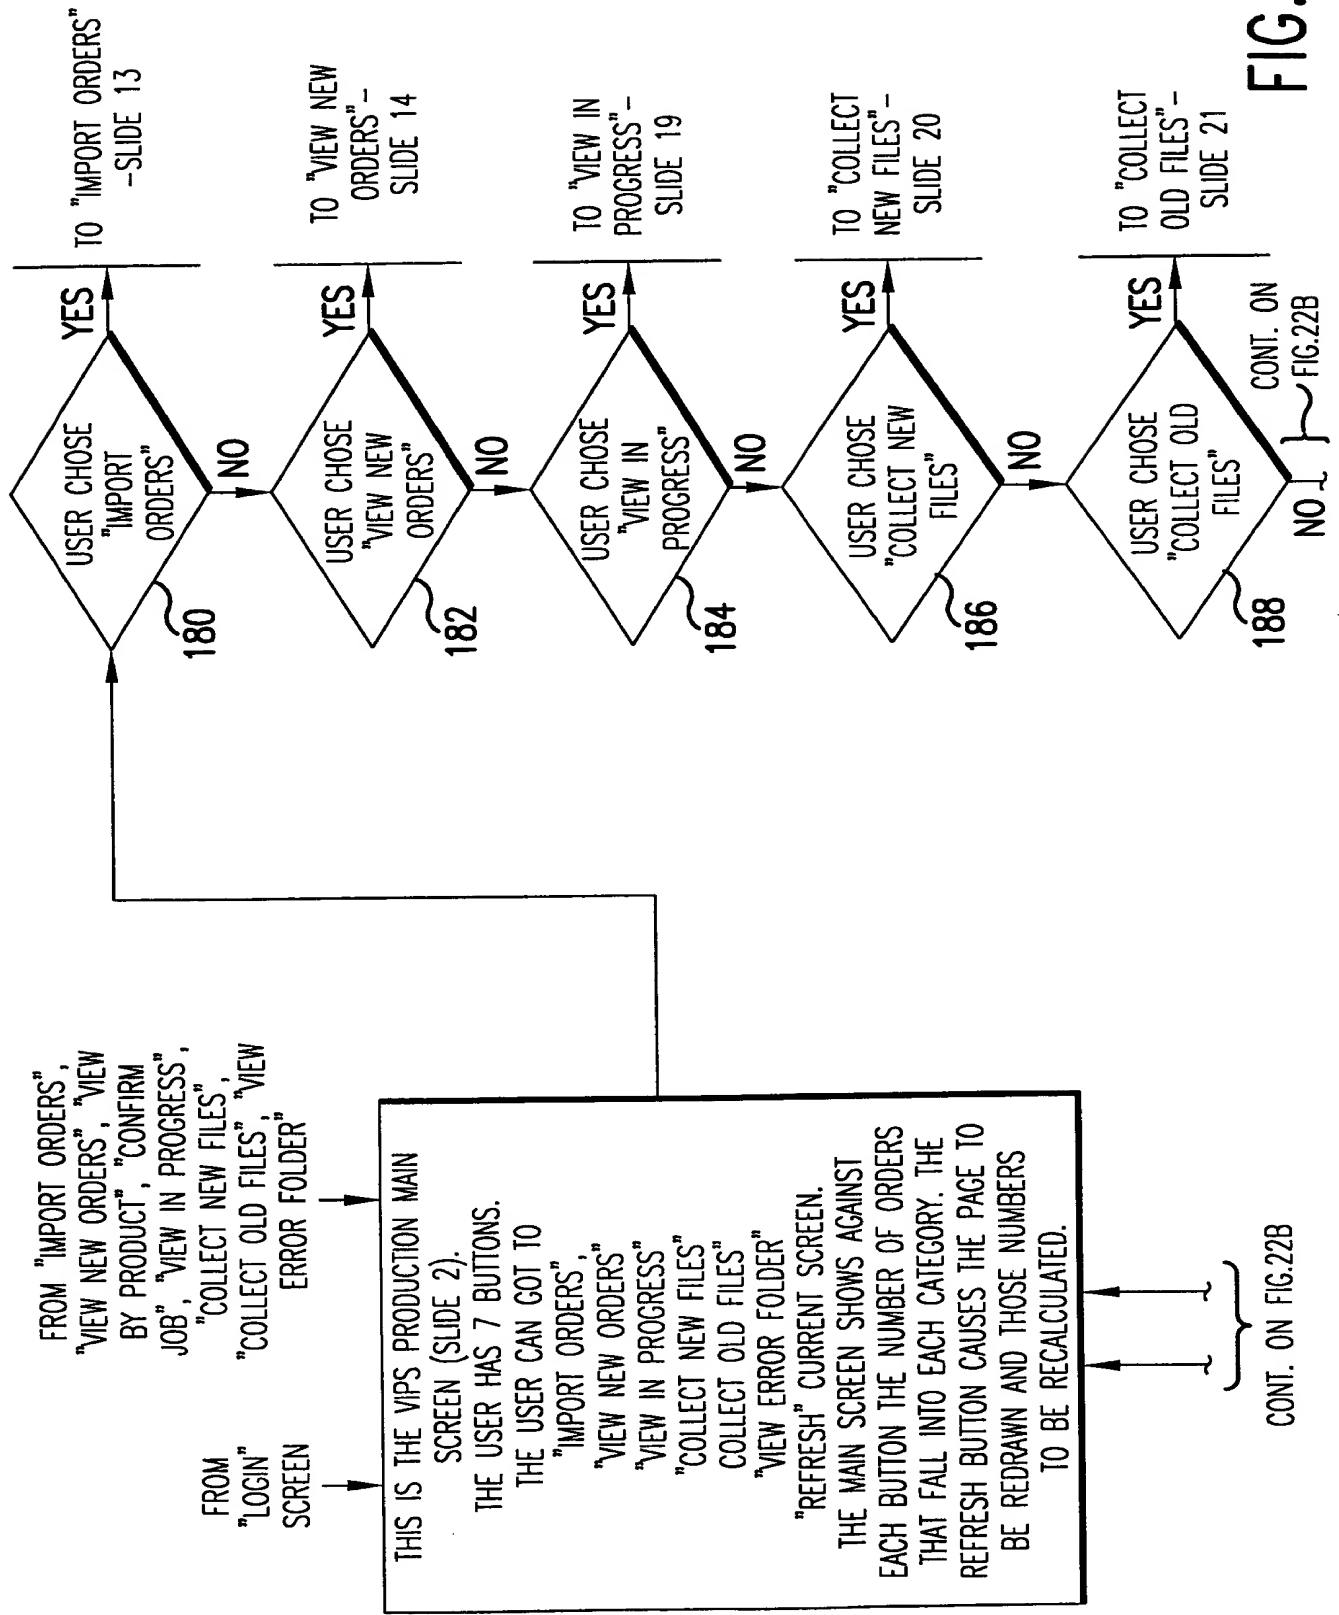 FROM
"LOGIN"
SCREEN
FROM "IMPORT ORDERS",
"VIEW NEW ORDERS", "VIEW
BY PRODUCT", "CONFIRM
JOB", "VIEW IN PROGRESS",
"COLLECT NEW FILES",
"COLLECT OLD FILES", "VIEW
ERROR FOLDER"
THIS IS THE VIPS PRODUCTION MAIN
SCREEN (SLIDE 2).
THE USER HAS 7 BUTTONS.
THE USER CAN GOT TO
"IMPORT ORDERS",
"VIEW NEW ORDERS"
"VIEW IN PROGRESS"
"COLLECT NEW FILES"
COLLECT OLD FILES"
"VIEW ERROR FOLDER"
"REFRESH" CURRENT SCREEN.
THE MAIN SCREEN SHOWS AGAINST
EACH BUTTON THE NUMBER OF ORDERS
THAT FALL INTO EACH CATEGORY. THE
REFRESH BUTTON CAUSES THE PAGE TO
BE REDRAWN AND THOSE NUMBERS
TO BE RECALCULATED.
CONT. ON FIG.22B
USER CHOSE
"IMPORT
ORDERS"
180
YES
TO "IMPORT ORDERS"
-SLIDE 13
NO
USER CHOSE
"VIEW NEW
ORDERS"
182
YES
TO "VIEW NEW
ORDERS"-
SLIDE 14
NO
USER CHOSE
"VIEW IN
PROGRESS"
184
YES
TO "VIEW IN
PROGRESS"-
SLIDE 19
NO
USER CHOSE
"COLLECT NEW
FILES"
186
YES
TO "COLLECT
NEW FILES"-
SLIDE 20
NO
USER CHOSE
"COLLECT OLD
FILES"
188
YES
TO "COLLECT
OLD FILES"-
SLIDE 21
NO
CONT. ON
FIG.22B
FIG.